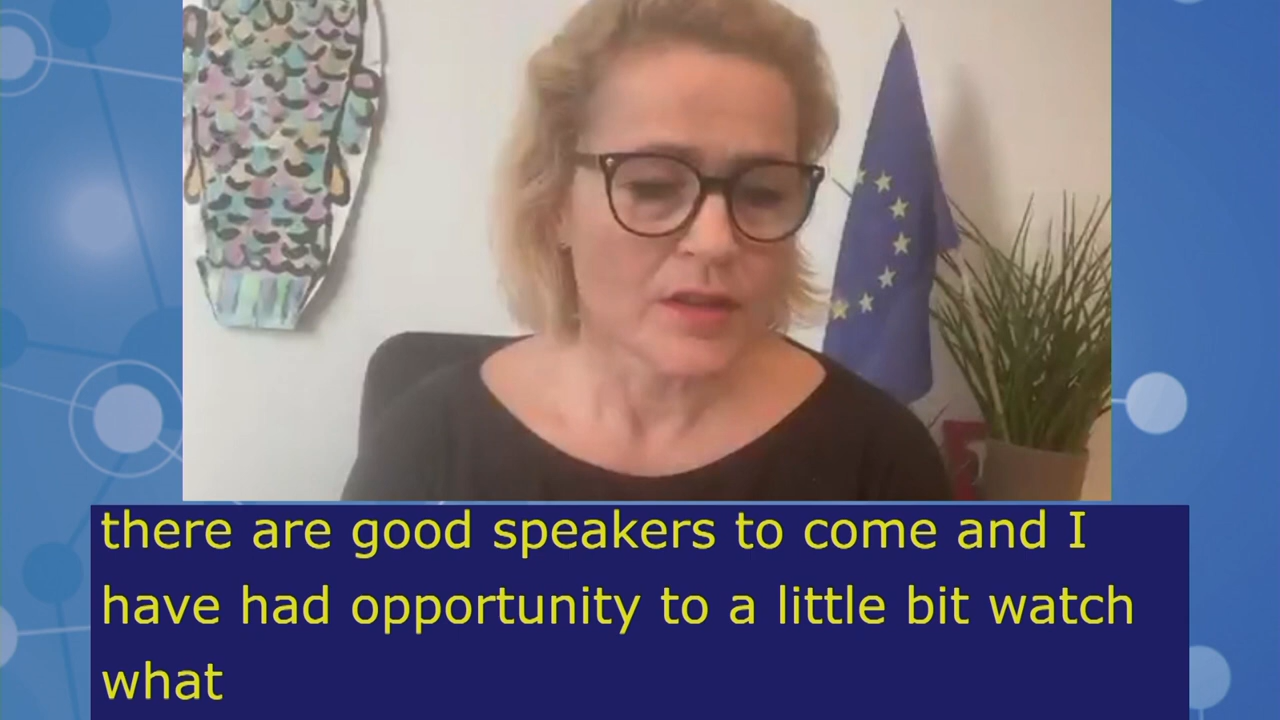 there are good speakers to come and I
have had opportunity to a little bit watch
what